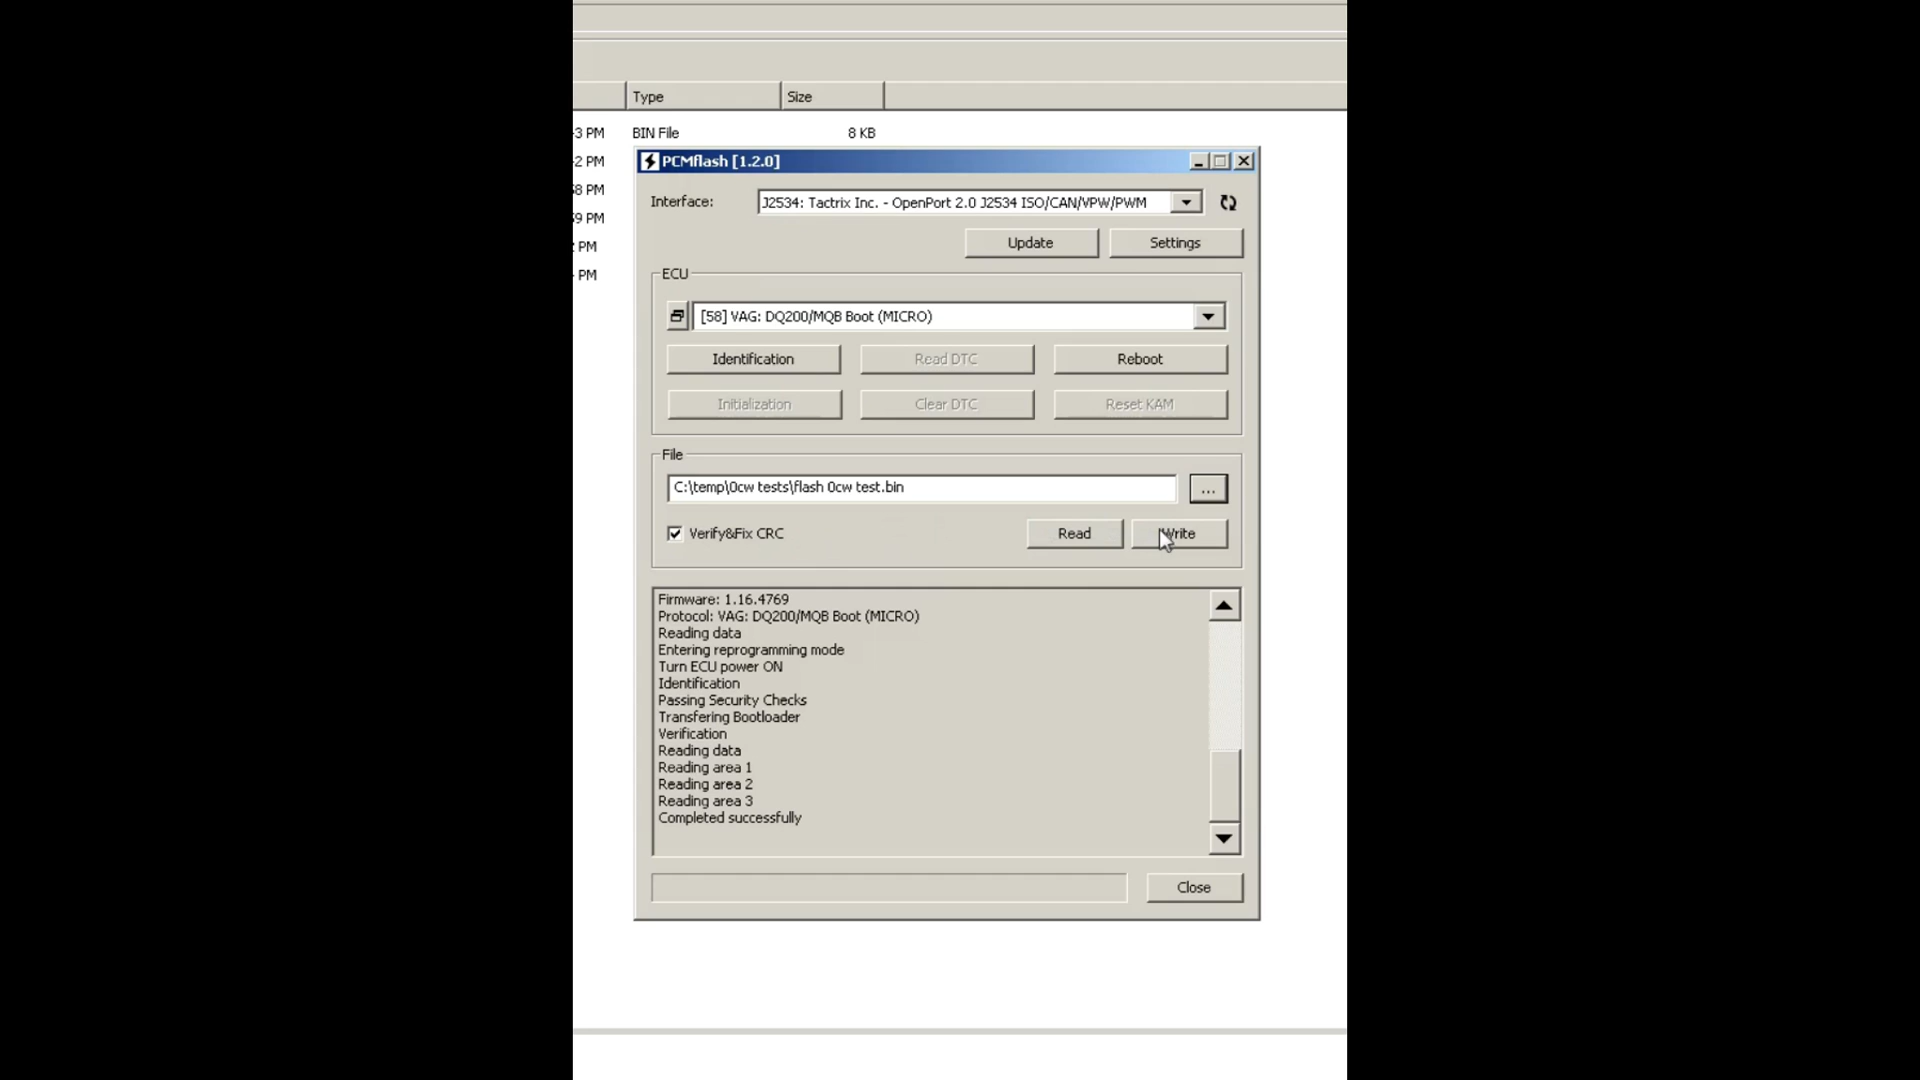 Type Size
3 PM BIN File 8 KB
2 PM
58 PM
59 PM
PM
PM
PCMflash [1.2.0]
Interface: J2534: Tactrix Inc. - OpenPort 2.0 J2534 ISO/CAN/VPW/PWM
Update Settings
ECU
[58] VAG: DQ200/MQB Boot (MICRO)
Identification Read DTC Reboot
Initialization Clear DTC Reset KAM
File
C:\temp\0cw tests\flash 0cw test.bin ...
Verify&Fix CRC Read Write
Firmware: 1.16.4769
Protocol: VAG: DQ200/MQB Boot (MICRO)
Reading data
Entering reprogramming mode
Turn ECU power ON
Identification
Passing Security Checks
Transfering Bootloader
Verification
Reading data
Reading area 1
Reading area 2
Reading area 3
Completed successfully
Close